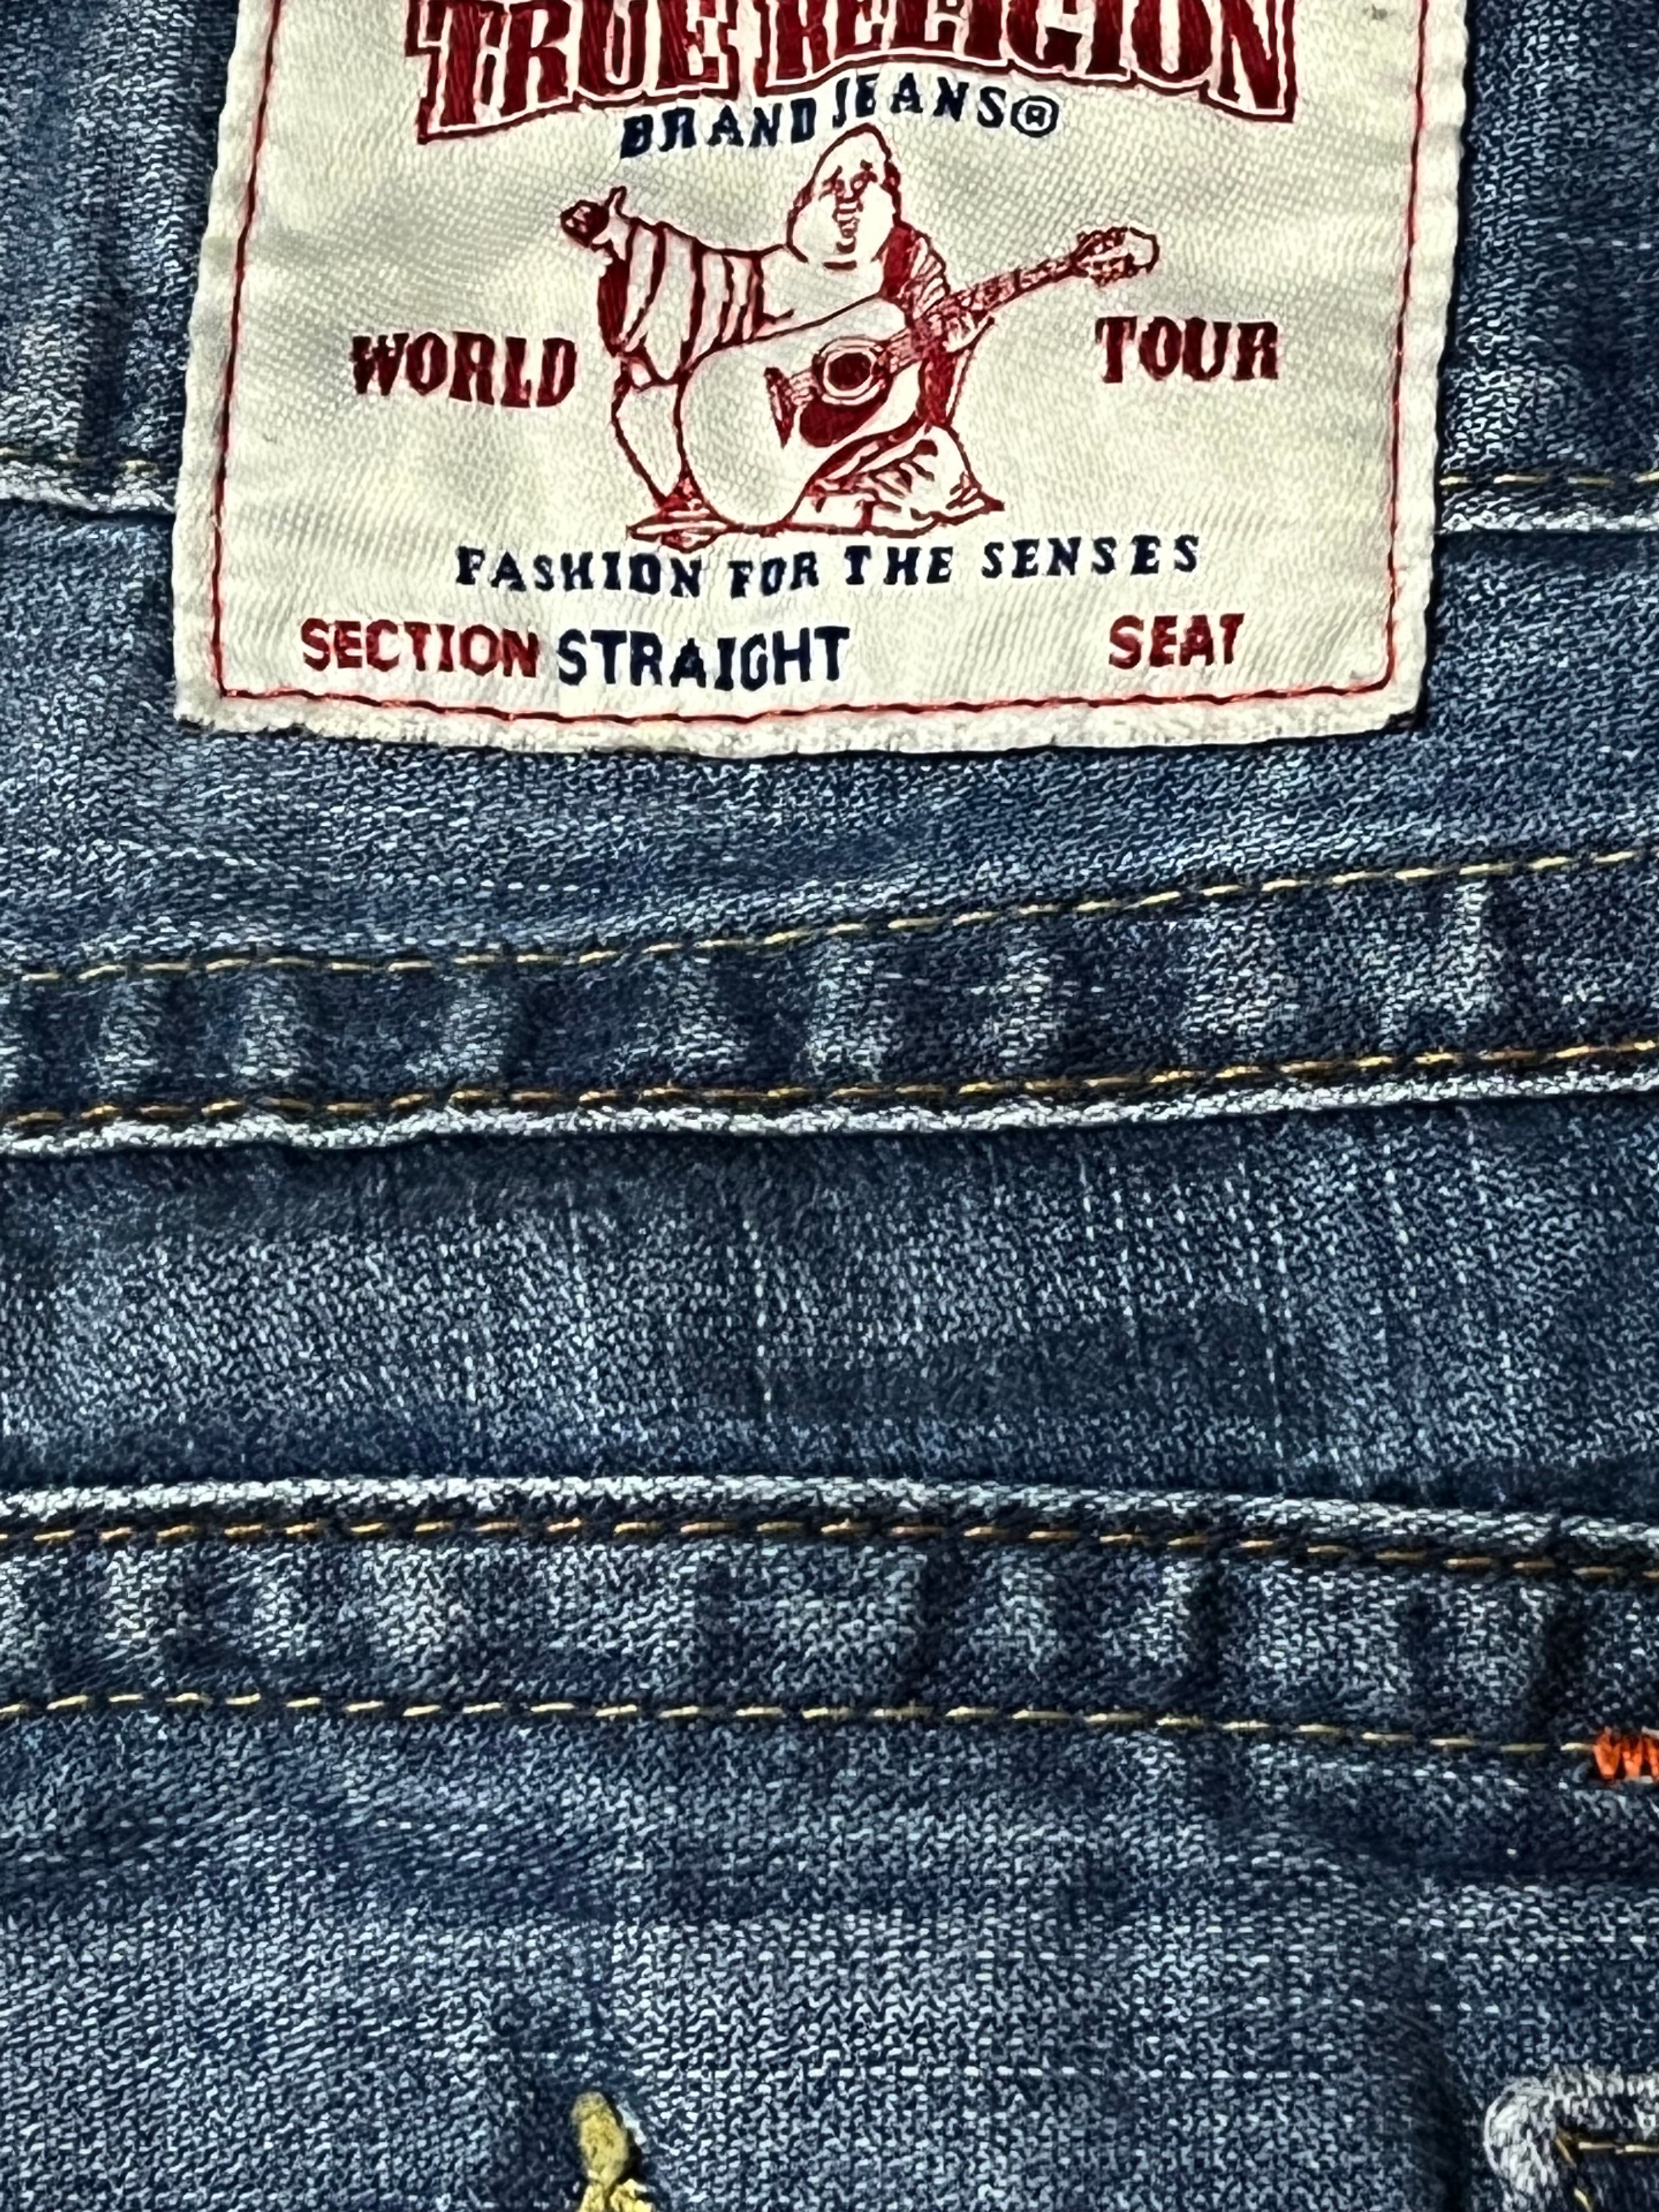 TRUE RELIGION
BRAND JEANS®
WORLD TOUR
FASHION FOR THE SENSES
SECTION STRAIGHT SEAT